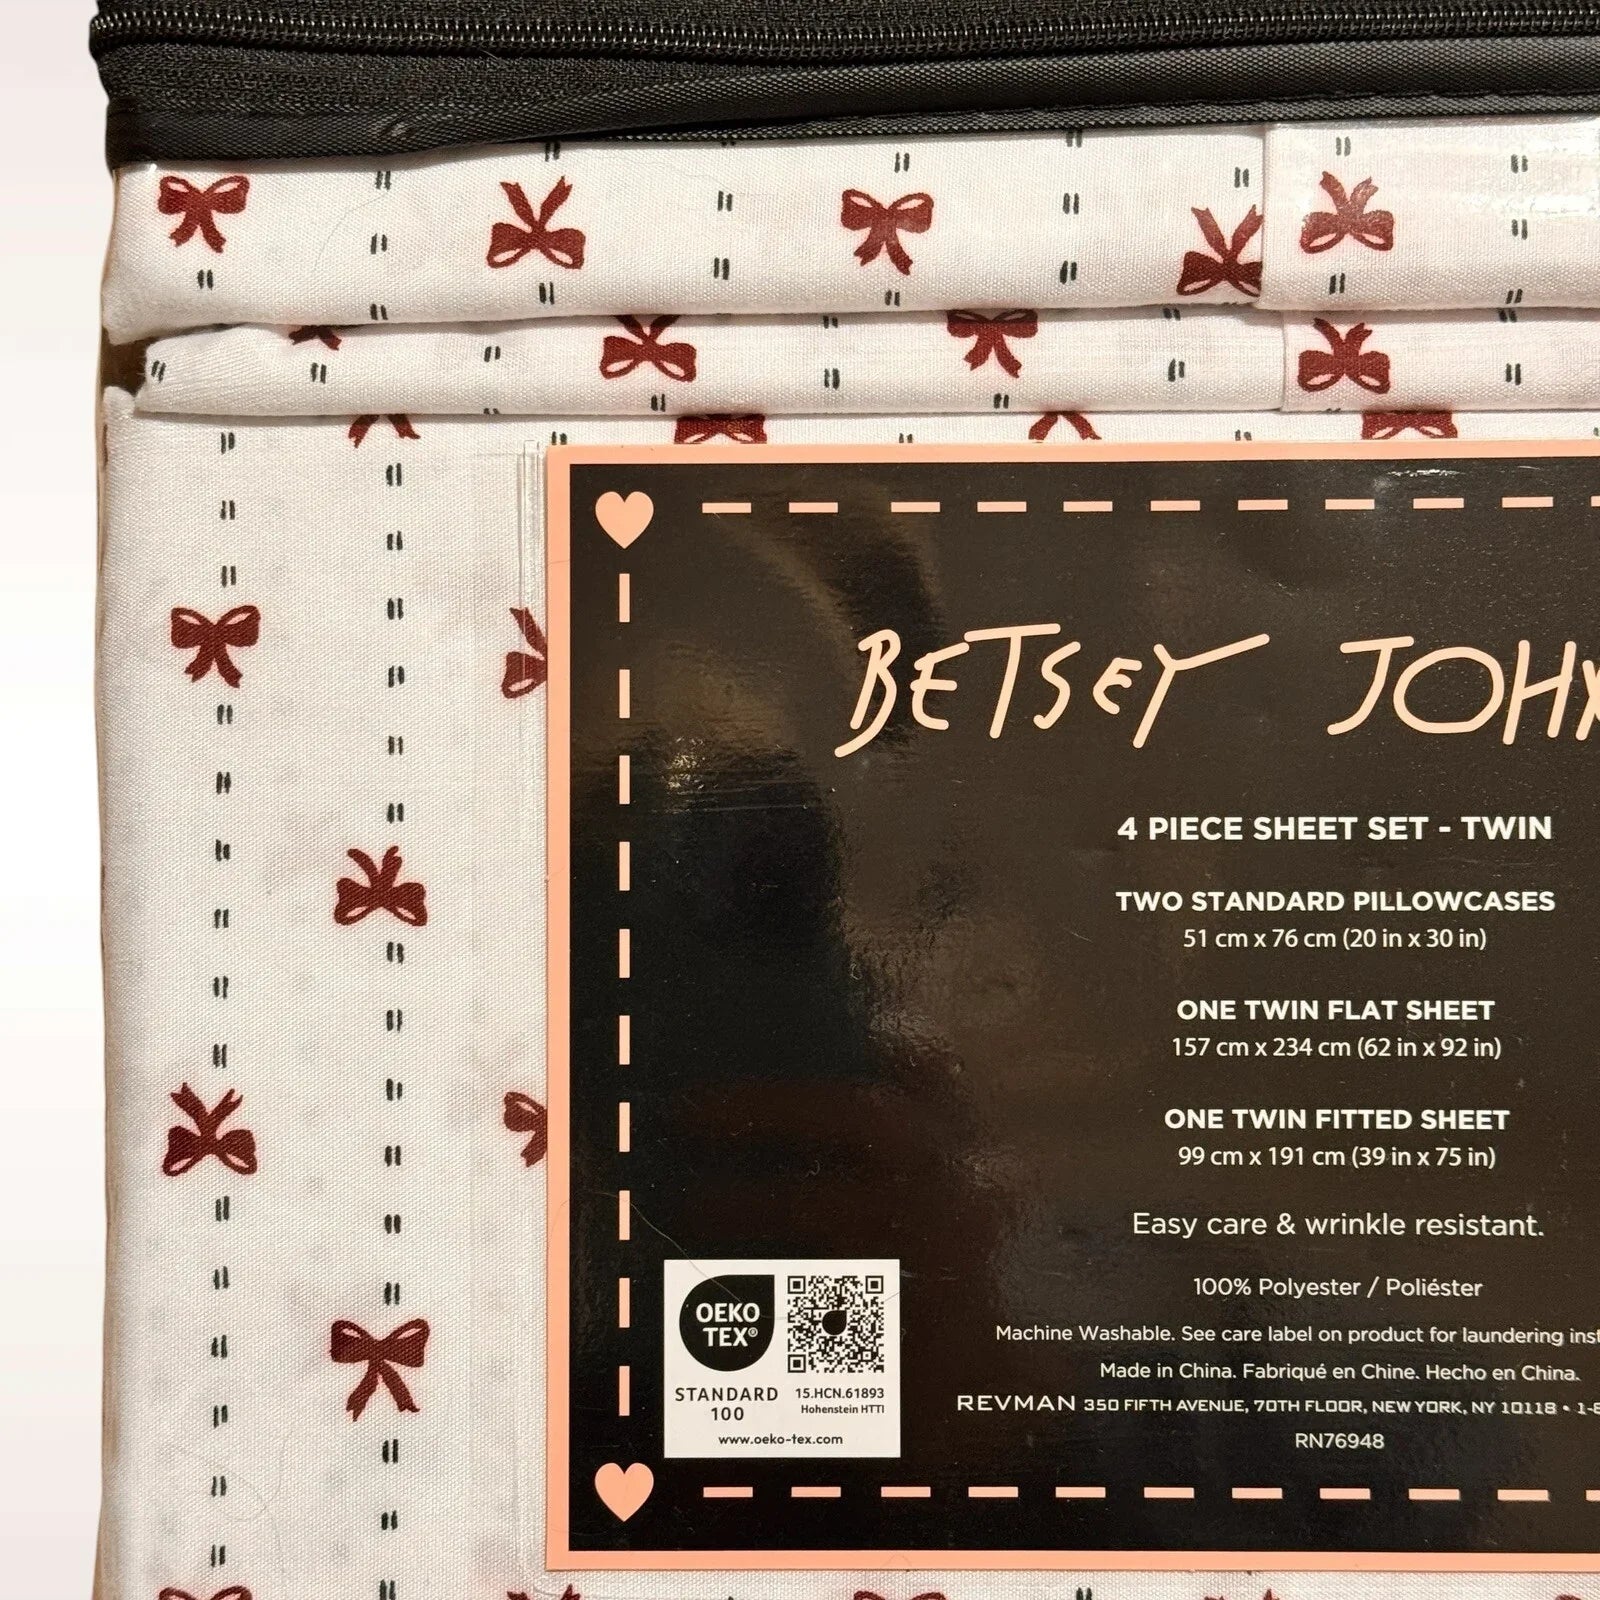 BETSEY JOHN
4 PIECE SHEET SET - TWIN
TWO STANDARD PILLOWCASES
51 cm x 76 cm (20 in x 30 in)
ONE TWIN FLAT SHEET
157 cm x 234 cm (62 in x 92 in)
ONE TWIN FITTED SHEET
99 cm x 191 cm (39 in x 75 in)
Easy care & wrinkle resistant.
100% Polyester / Poliéster
Machine Washable. See care label on product for laundering inst
Made in China. Fabriqué en Chine. Hecho en China.
REVMAN 350 FIFTH AVENUE, 70TH FLOOR, NEW YORK, NY 10118 • 1-8
RN76948
OEKO
TEX®
STANDARD
100
15.HCN.61893
Hohenstein HTTI
www.oeko-tex.com